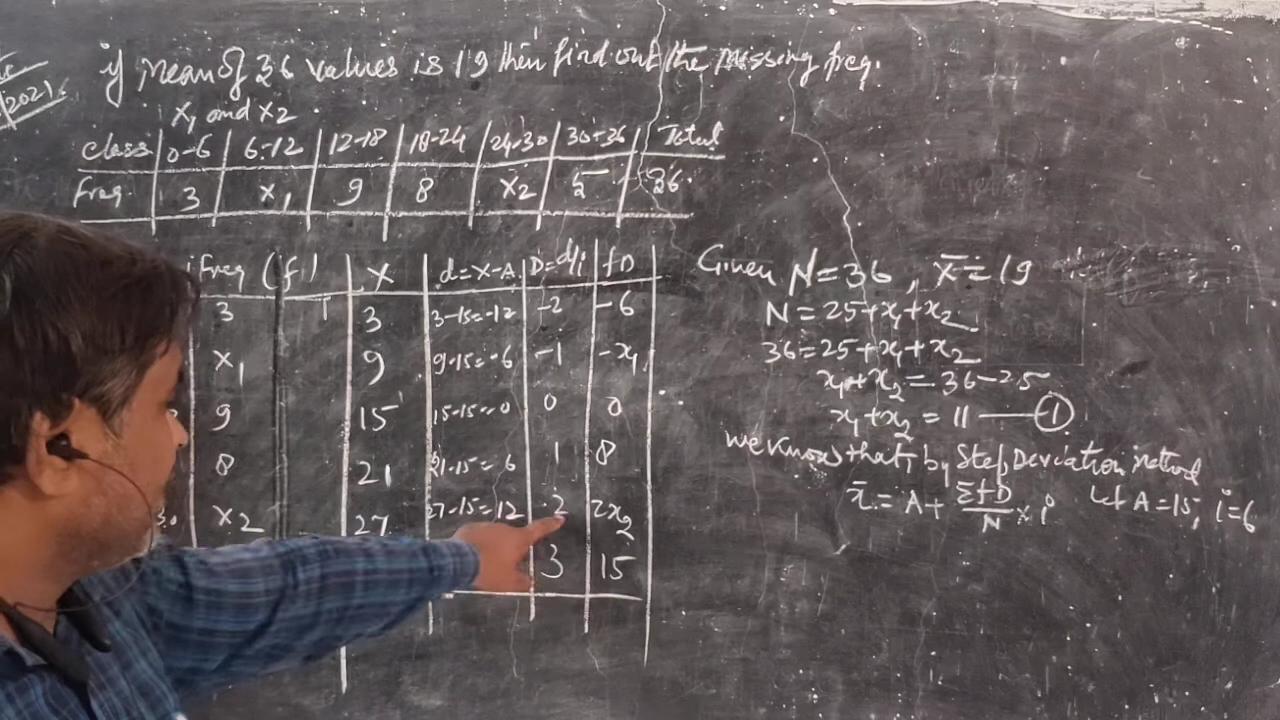 if Mean of 36 values is 19 then find out the missing freq.
x₁ and x₂
2021
class 0-6 6-12 12-18 18-24 24-30 30-36 Total
freq 3 x₁ 9 8 x₂ 5 36.
Freq (f) X d=X-A D=d/i fD
3 3 3-15=-12 -2 -6
x₁ 9 9-15=-6 -1 -x₁
9 15 15-15=0 0 0
8 21 21-15=6 1 8
x₂ 27 27-15=12 2 2x₂
3 15
Given N=36, x̄=19
N=25+x₁+x₂
36=25+x₁+x₂
x₁+x₂=36-25
x₁+x₂=11 —— ①
we know that by Step Deviation method
x̄=A+ ΣfD/N ×i Let A=15, i=6